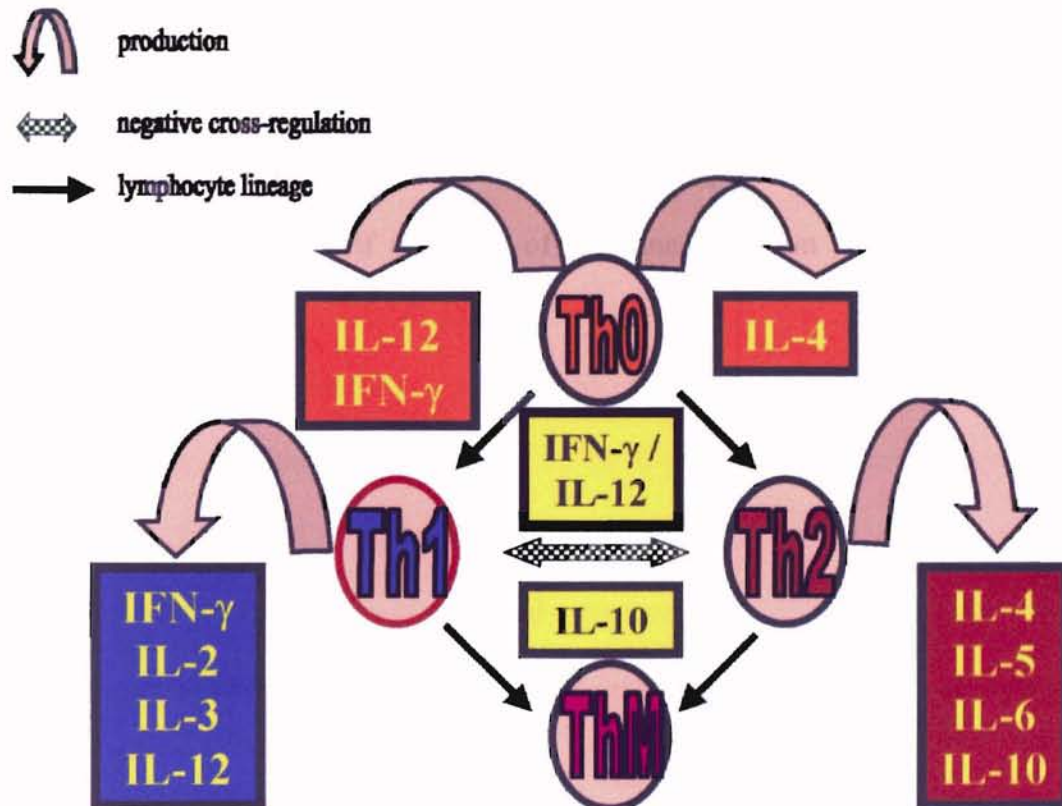 production
negative cross-regulation
lymphocyte lineage
Th0
IL-12
IFN-γ
IL-4
IFN-γ /
IL-12
Th1
Th2
IL-10
IFN-γ
IL-2
IL-3
IL-12
IL-4
IL-5
IL-6
IL-10
ThM